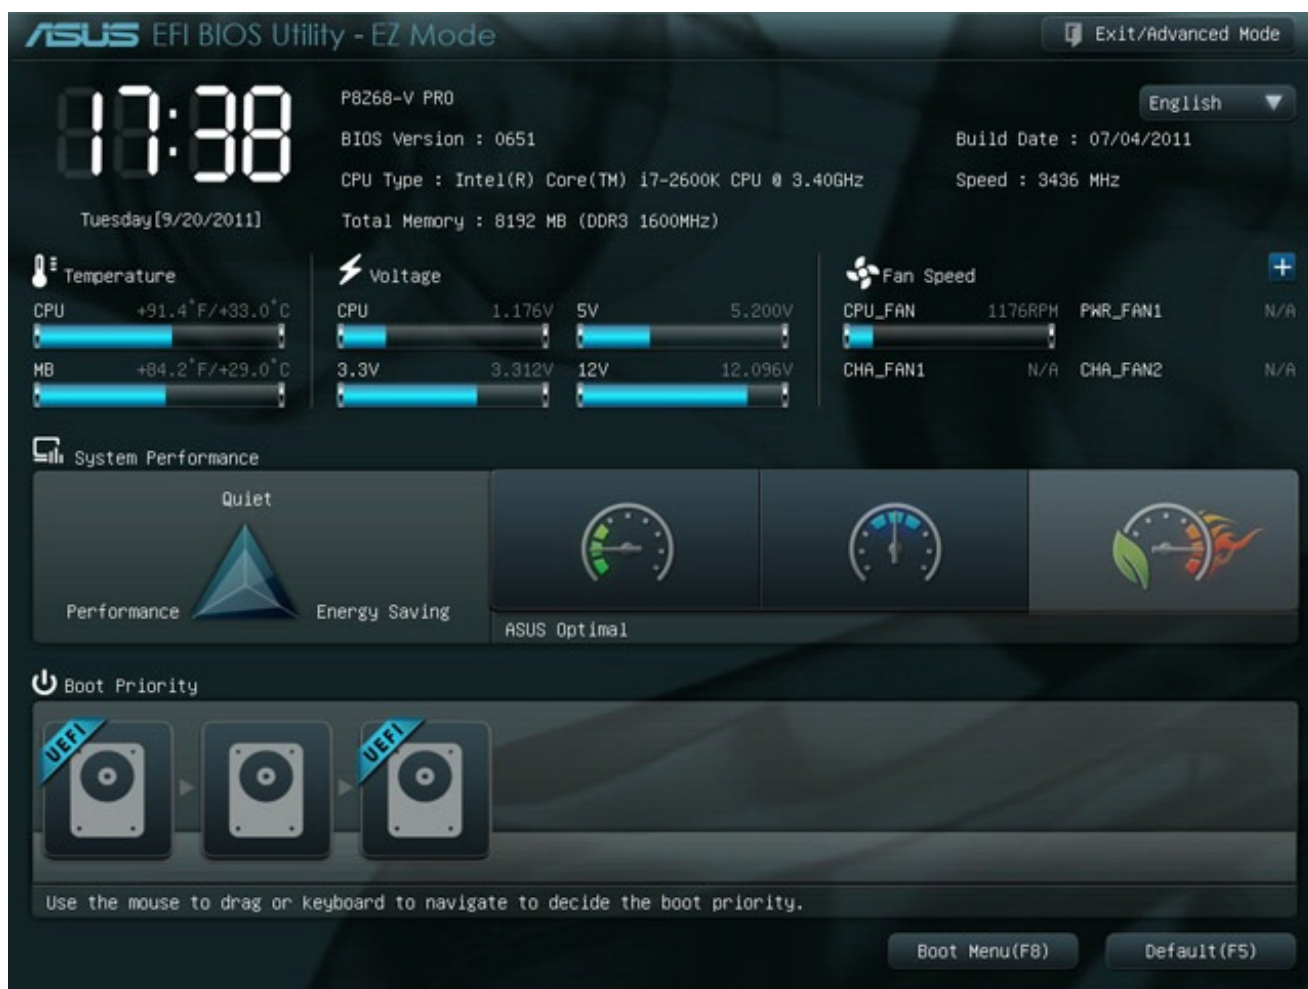 ASUS EFI BIOS Utility - EZ Mode
Exit/Advanced Mode
17:38
Tuesday[9/20/2011]
P8Z68-V PRO
English
BIOS Version : 0651
Build Date : 07/04/2011
CPU Type : Intel(R) Core(TM) i7-2600K CPU @ 3.40GHz
Speed : 3436 MHz
Total Memory : 8192 MB (DDR3 1600MHz)
Temperature
CPU +91.4°F/+33.0°C
MB +84.2°F/+29.0°C
Voltage
CPU 1.176V 5V 5.200V
3.3V 3.312V 12V 12.096V
Fan Speed
CPU_FAN 1176RPM PWR_FAN1 N/A
CHA_FAN1 N/A CHA_FAN2 N/A
System Performance
Quiet
Performance
Energy Saving
ASUS Optimal
Boot Priority
UEFI
UEFI
Use the mouse to drag or keyboard to navigate to decide the boot priority.
Boot Menu(F8)
Default(F5)